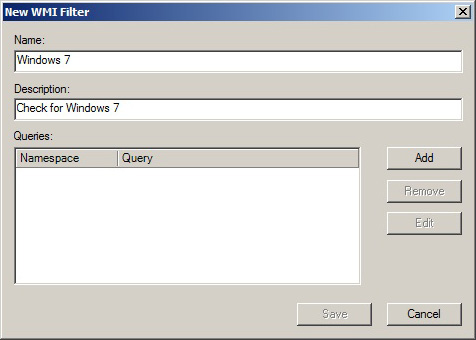 New WMI Filter
Name:
Windows 7
Description:
Check for Windows 7
Queries:
Namespace Query
Add
Remove
Edit
Save Cancel